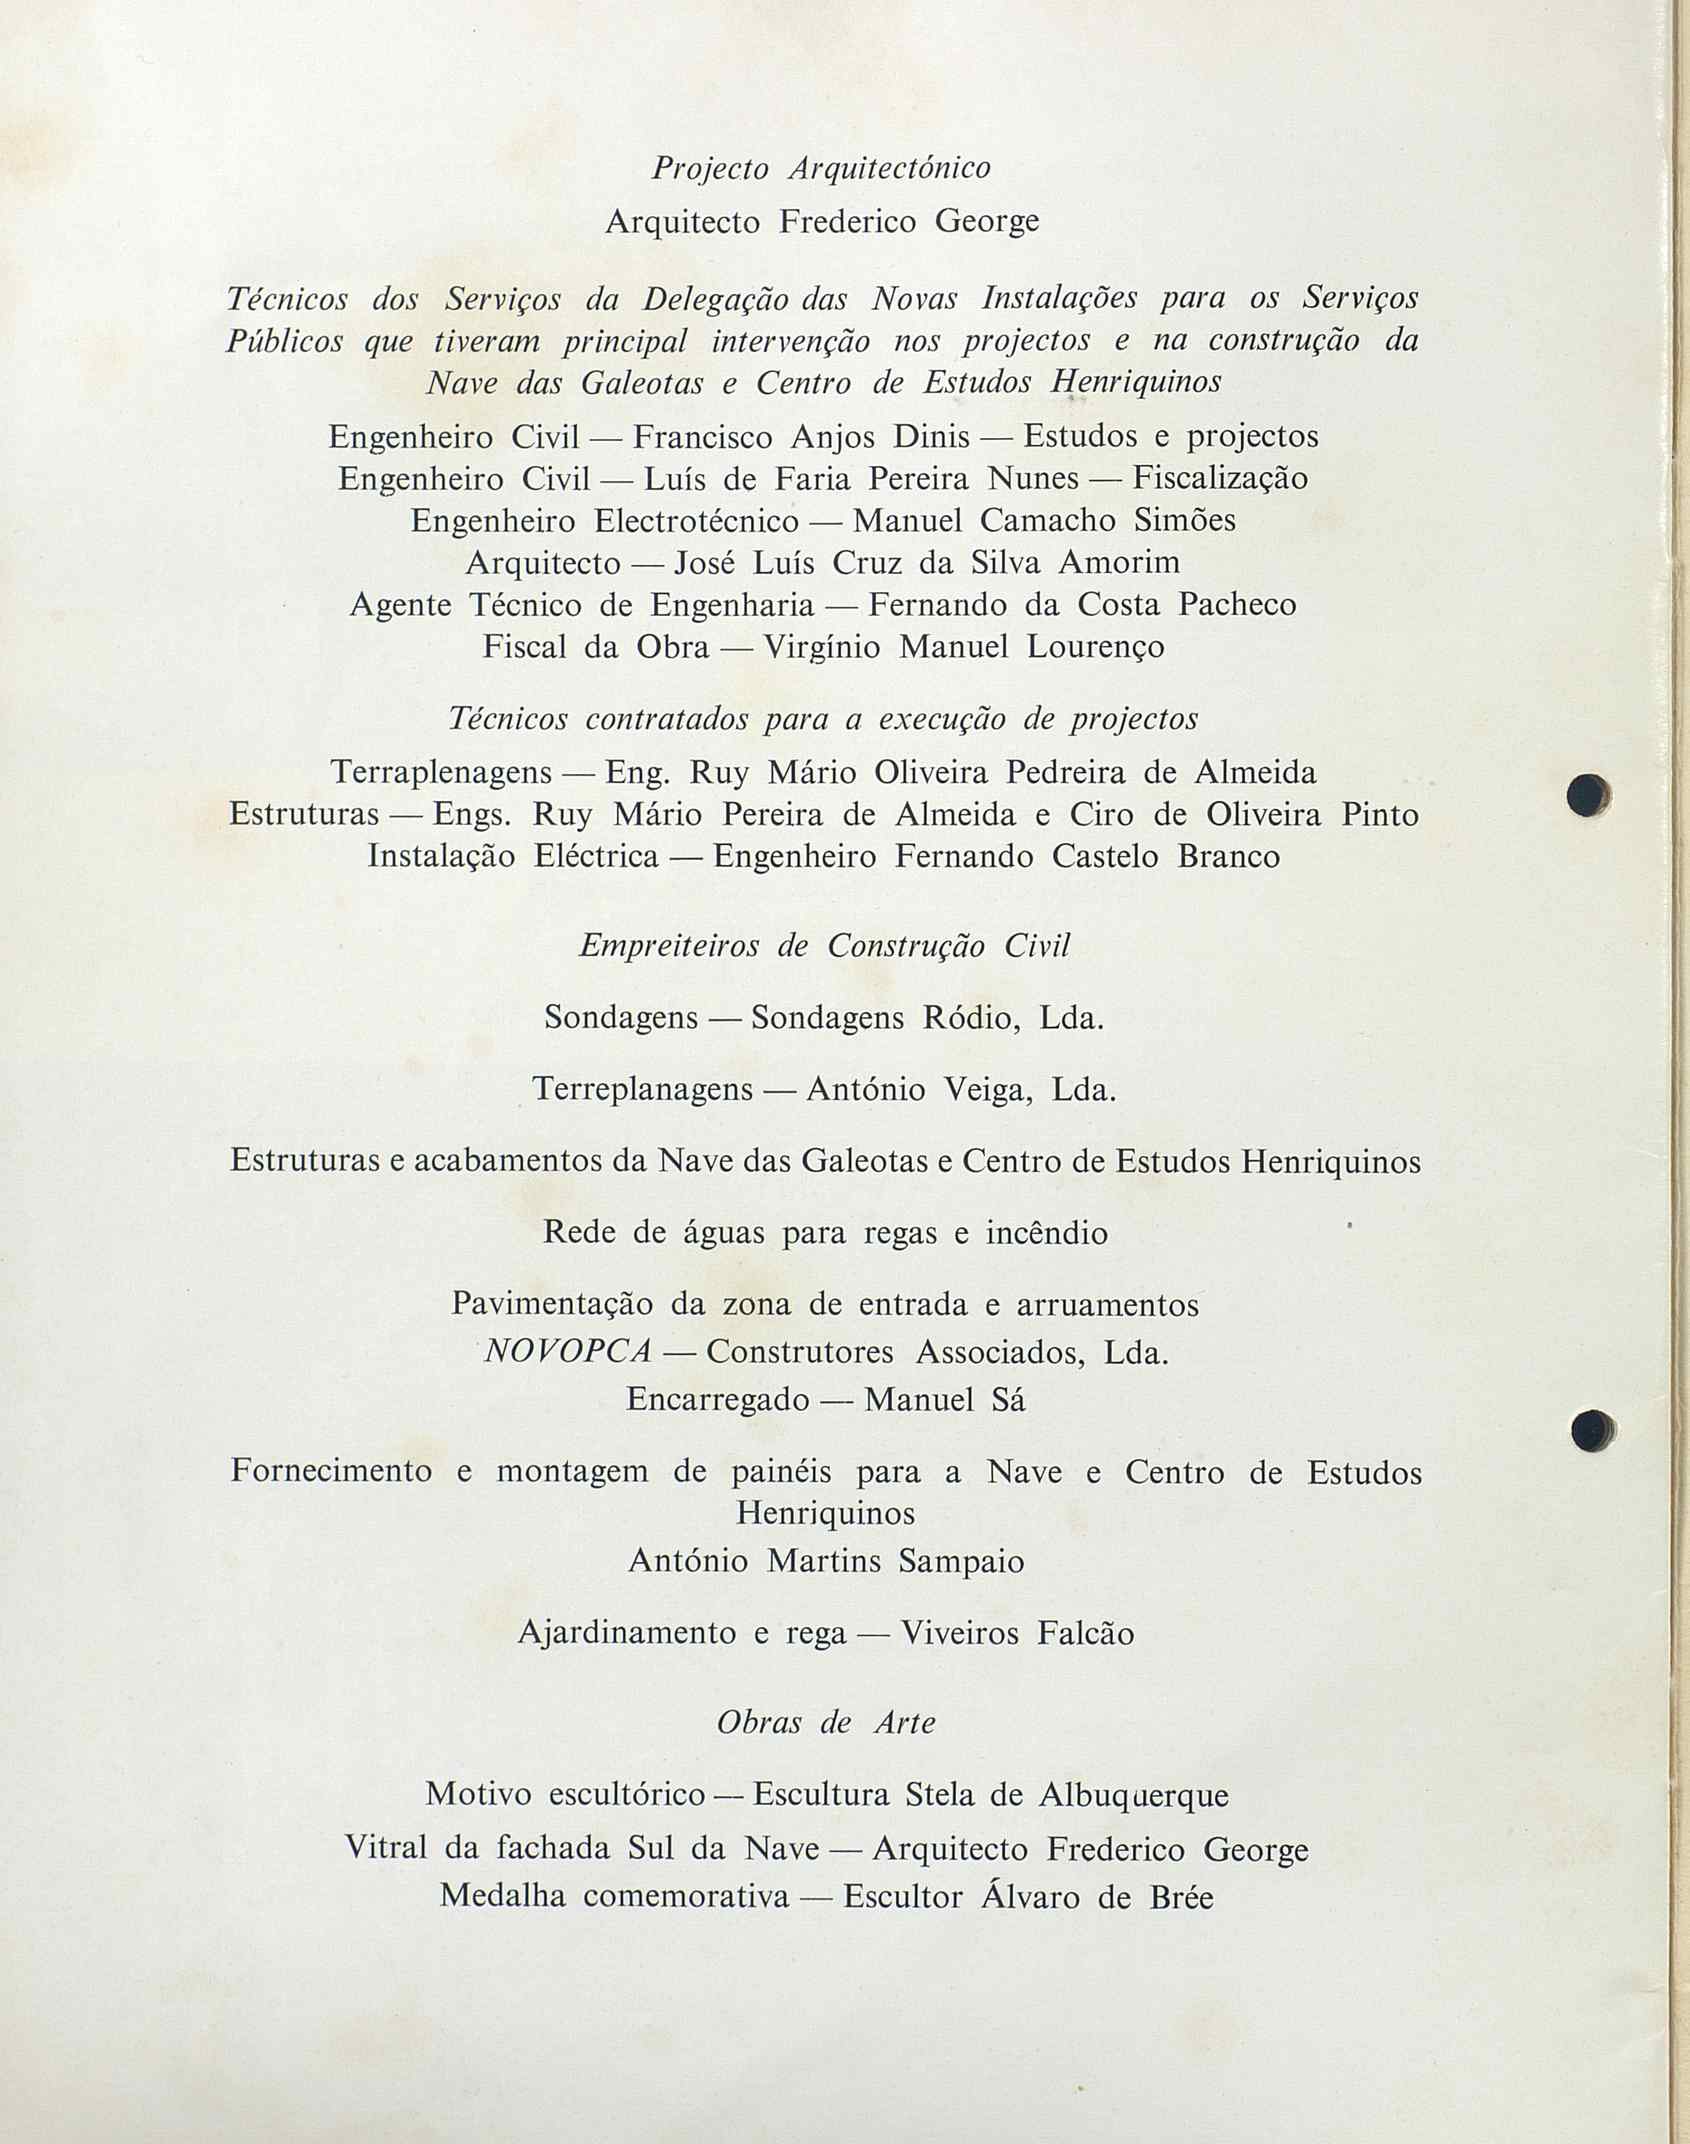 Projecto Arquitectónico
Arquitecto Frederico George
Técnicos dos Serviços da Delegação das Novas Instalações para os Serviços
Públicos que tiveram principal intervenção nos projectos e na construção da
Nave das Galeotas e Centro de Estudos Henriquinos
Engenheiro Civil — Francisco Anjos Dinis — Estudos e projectos
Engenheiro Civil — Luís de Faria Pereira Nunes — Fiscalização
Engenheiro Electrotécnico — Manuel Camacho Simões
Arquitecto — José Luís Cruz da Silva Amorim
Agente Técnico de Engenharia — Fernando da Costa Pacheco
Fiscal da Obra — Virgínio Manuel Lourenço
Técnicos contratados para a execução de projectos
Terraplenagens — Eng. Ruy Mário Oliveira Pedreira de Almeida
Estruturas — Engs. Ruy Mário Pereira de Almeida e Ciro de Oliveira Pinto
Instalação Eléctrica — Engenheiro Fernando Castelo Branco
Empreiteiros de Construção Civil
Sondagens — Sondagens Ródio, Lda.
Terreplanagens — António Veiga, Lda.
Estruturas e acabamentos da Nave das Galeotas e Centro de Estudos Henriquinos
Rede de águas para regas e incêndio
Pavimentação da zona de entrada e arruamentos
NOVOPCA — Construtores Associados, Lda.
Encarregado — Manuel Sá
Fornecimento e montagem de painéis para a Nave e Centro de Estudos
Henriquinos
António Martins Sampaio
Ajardinamento e rega — Viveiros Falcão
Obras de Arte
Motivo escultórico — Escultura Stela de Albuquerque
Vitral da fachada Sul da Nave — Arquitecto Frederico George
Medalha comemorativa — Escultor Álvaro de Brée